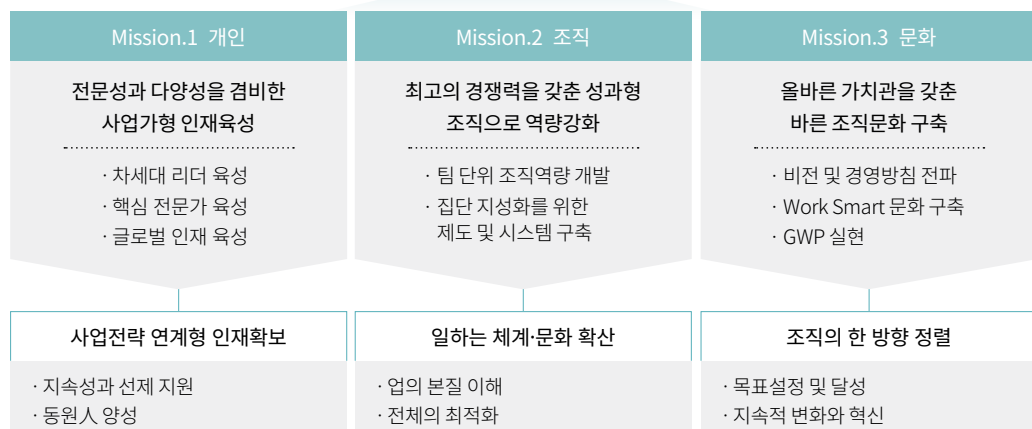 Mission.1 개인
전문성과 다양성을 겸비한
사업가형 인재육성
· 차세대 리더 육성
· 핵심 전문가 육성
· 글로벌 인재 육성
사업전략 연계형 인재확보
· 지속성과 선제 지원
· 동원人 양성
Mission.2 조직
최고의 경쟁력을 갖춘 성과형
조직으로 역량강화
· 팀 단위 조직역량 개발
· 집단 지성화를 위한
제도 및 시스템 구축
일하는 체계·문화 확산
· 업의 본질 이해
· 전체의 최적화
Mission.3 문화
올바른 가치관을 갖춘
바른 조직문화 구축
· 비전 및 경영방침 전파
· Work Smart 문화 구축
· GWP 실현
조직의 한 방향 정렬
· 목표설정 및 달성
· 지속적 변화와 혁신